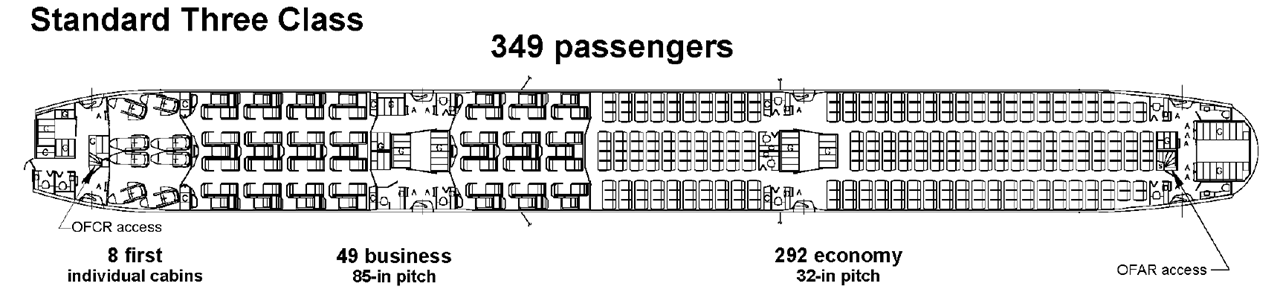 Standard Three Class
349 passengers
OFCR access
8 first
individual cabins
49 business
85-in pitch
292 economy
32-in pitch
OFAR access